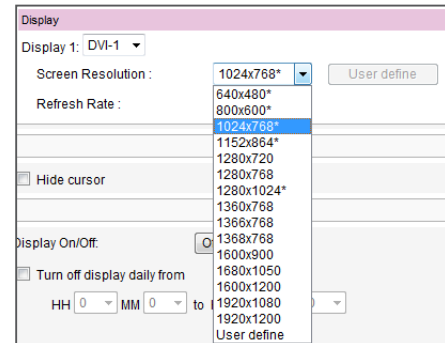 Display
Display 1: DVI-1
Screen Resolution : 1024x768* User define
640x480*
Refresh Rate : 800x600*
1024x768*
1152x864*
1280x720
1280x768
Hide cursor 1280x1024*
1360x768
1366x768
1368x768
Display On/Off: 1600x900
Turn off display daily from 1680x1050
1600x1200
HH 0 MM 0 to 1920x1080
1920x1200
User define